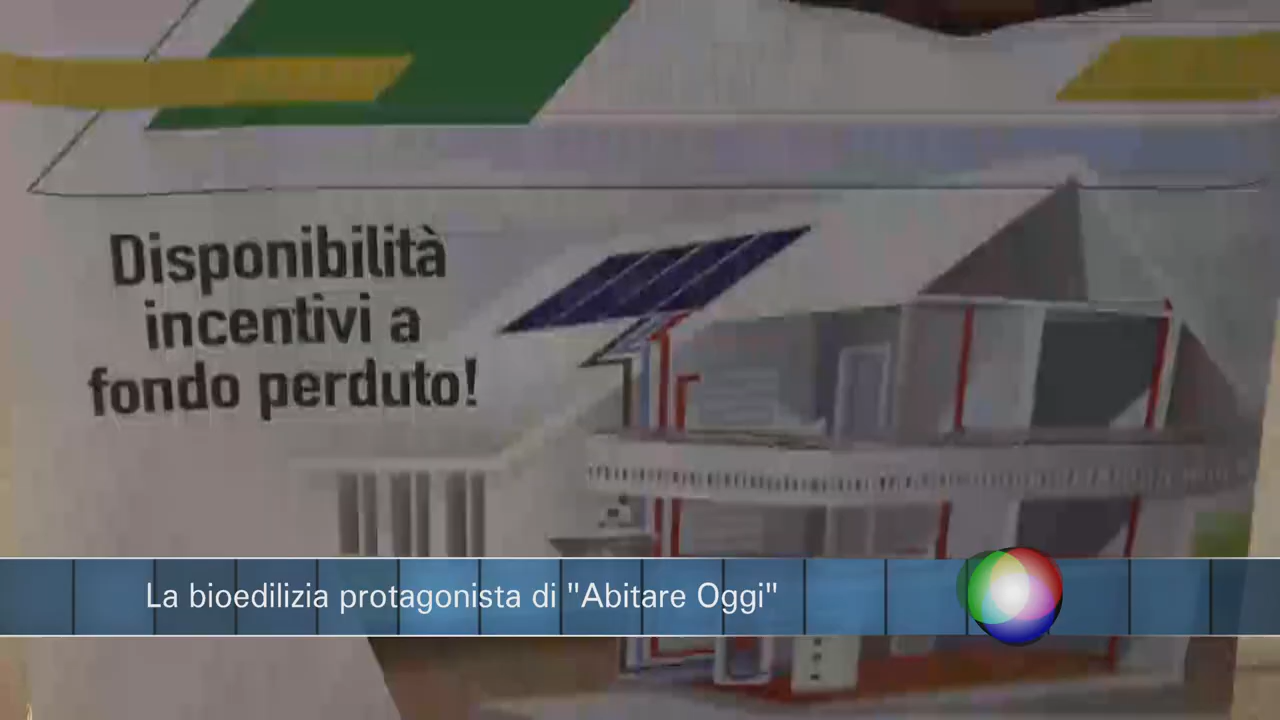 Disponibilità
incentivi a
fondo perduto!
La bioedilizia protagonista di "Abitare Oggi"